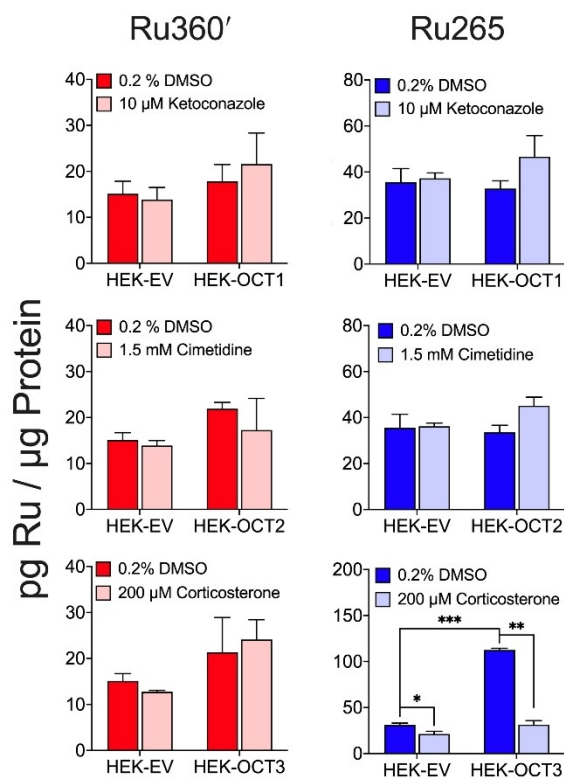 Ru360′ Ru265
pg Ru / µg Protein
40
30
20
10
0
0.2 % DMSO
10 µM Ketoconazole
HEK-EV HEK-OCT1
80
60
40
20
0
0.2% DMSO
10 µM Ketoconazole
HEK-EV HEK-OCT1
40
30
20
10
0
0.2 % DMSO
1.5 mM Cimetidine
HEK-EV HEK-OCT2
80
60
40
20
0
0.2% DMSO
1.5 mM Cimetidine
HEK-EV HEK-OCT2
40
30
20
10
0
0.2% DMSO
200 µM Corticosterone
HEK-EV HEK-OCT3
200
150
100
50
0
0.2% DMSO
200 µM Corticosterone
*** **
*
HEK-EV HEK-OCT3